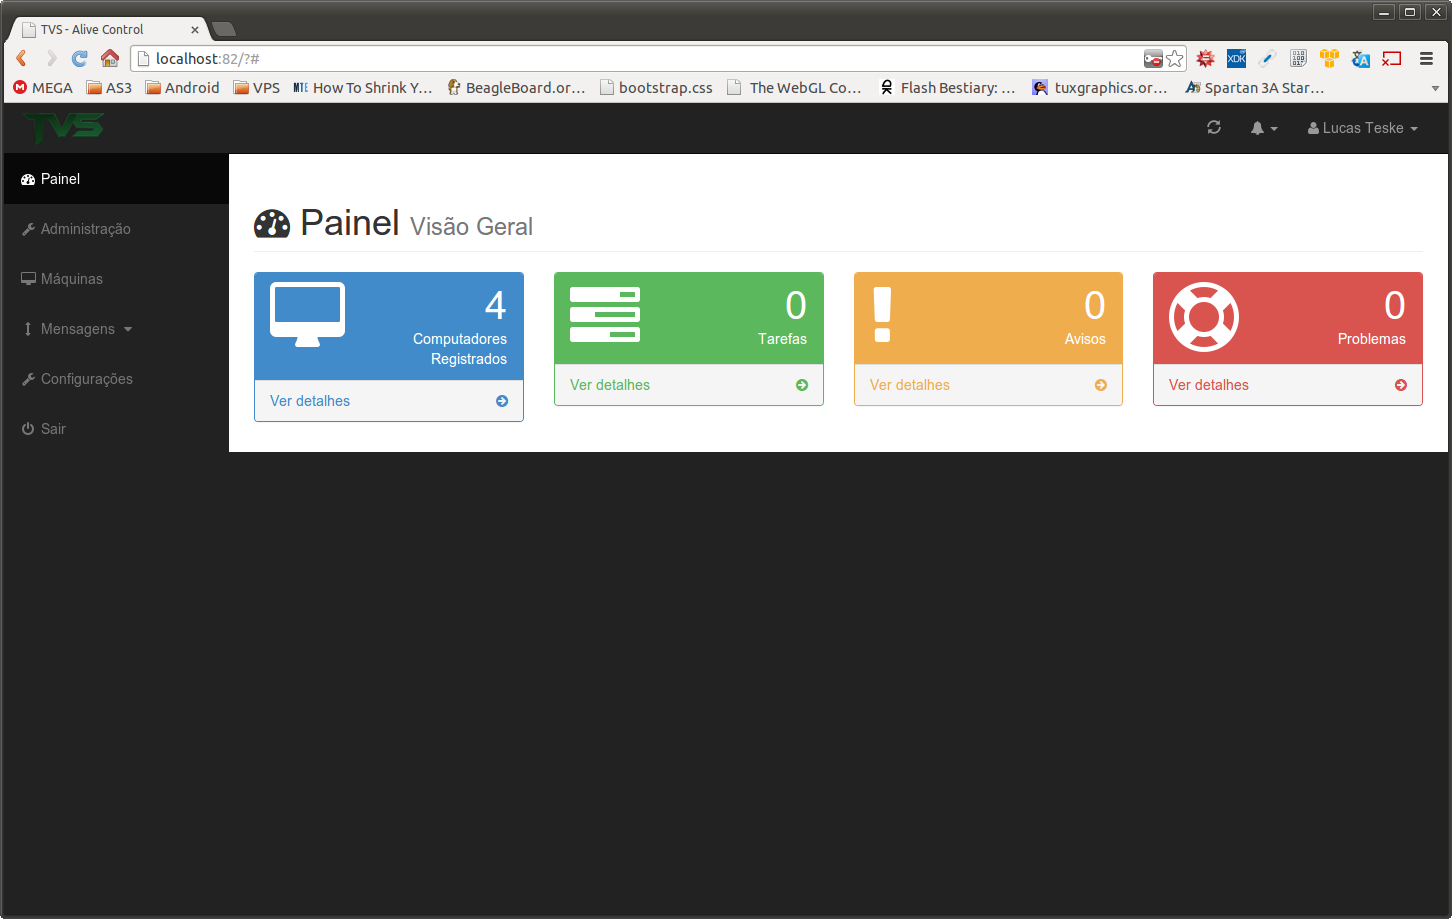 TVS - Alive Control
localhost:82/?#
MEGA AS3 Android VPS How To Shrink Y... BeagleBoard.or... bootstrap.css The WebGL Co... Flash Bestiary: ... tuxgraphics.or... Spartan 3A Star...
TVS
Lucas Teske
Painel
Administração
Máquinas
Mensagens
Configurações
Sair
Painel Visão Geral
4
Computadores
Registrados
Ver detalhes
0
Tarefas
Ver detalhes
0
Avisos
Ver detalhes
0
Problemas
Ver detalhes